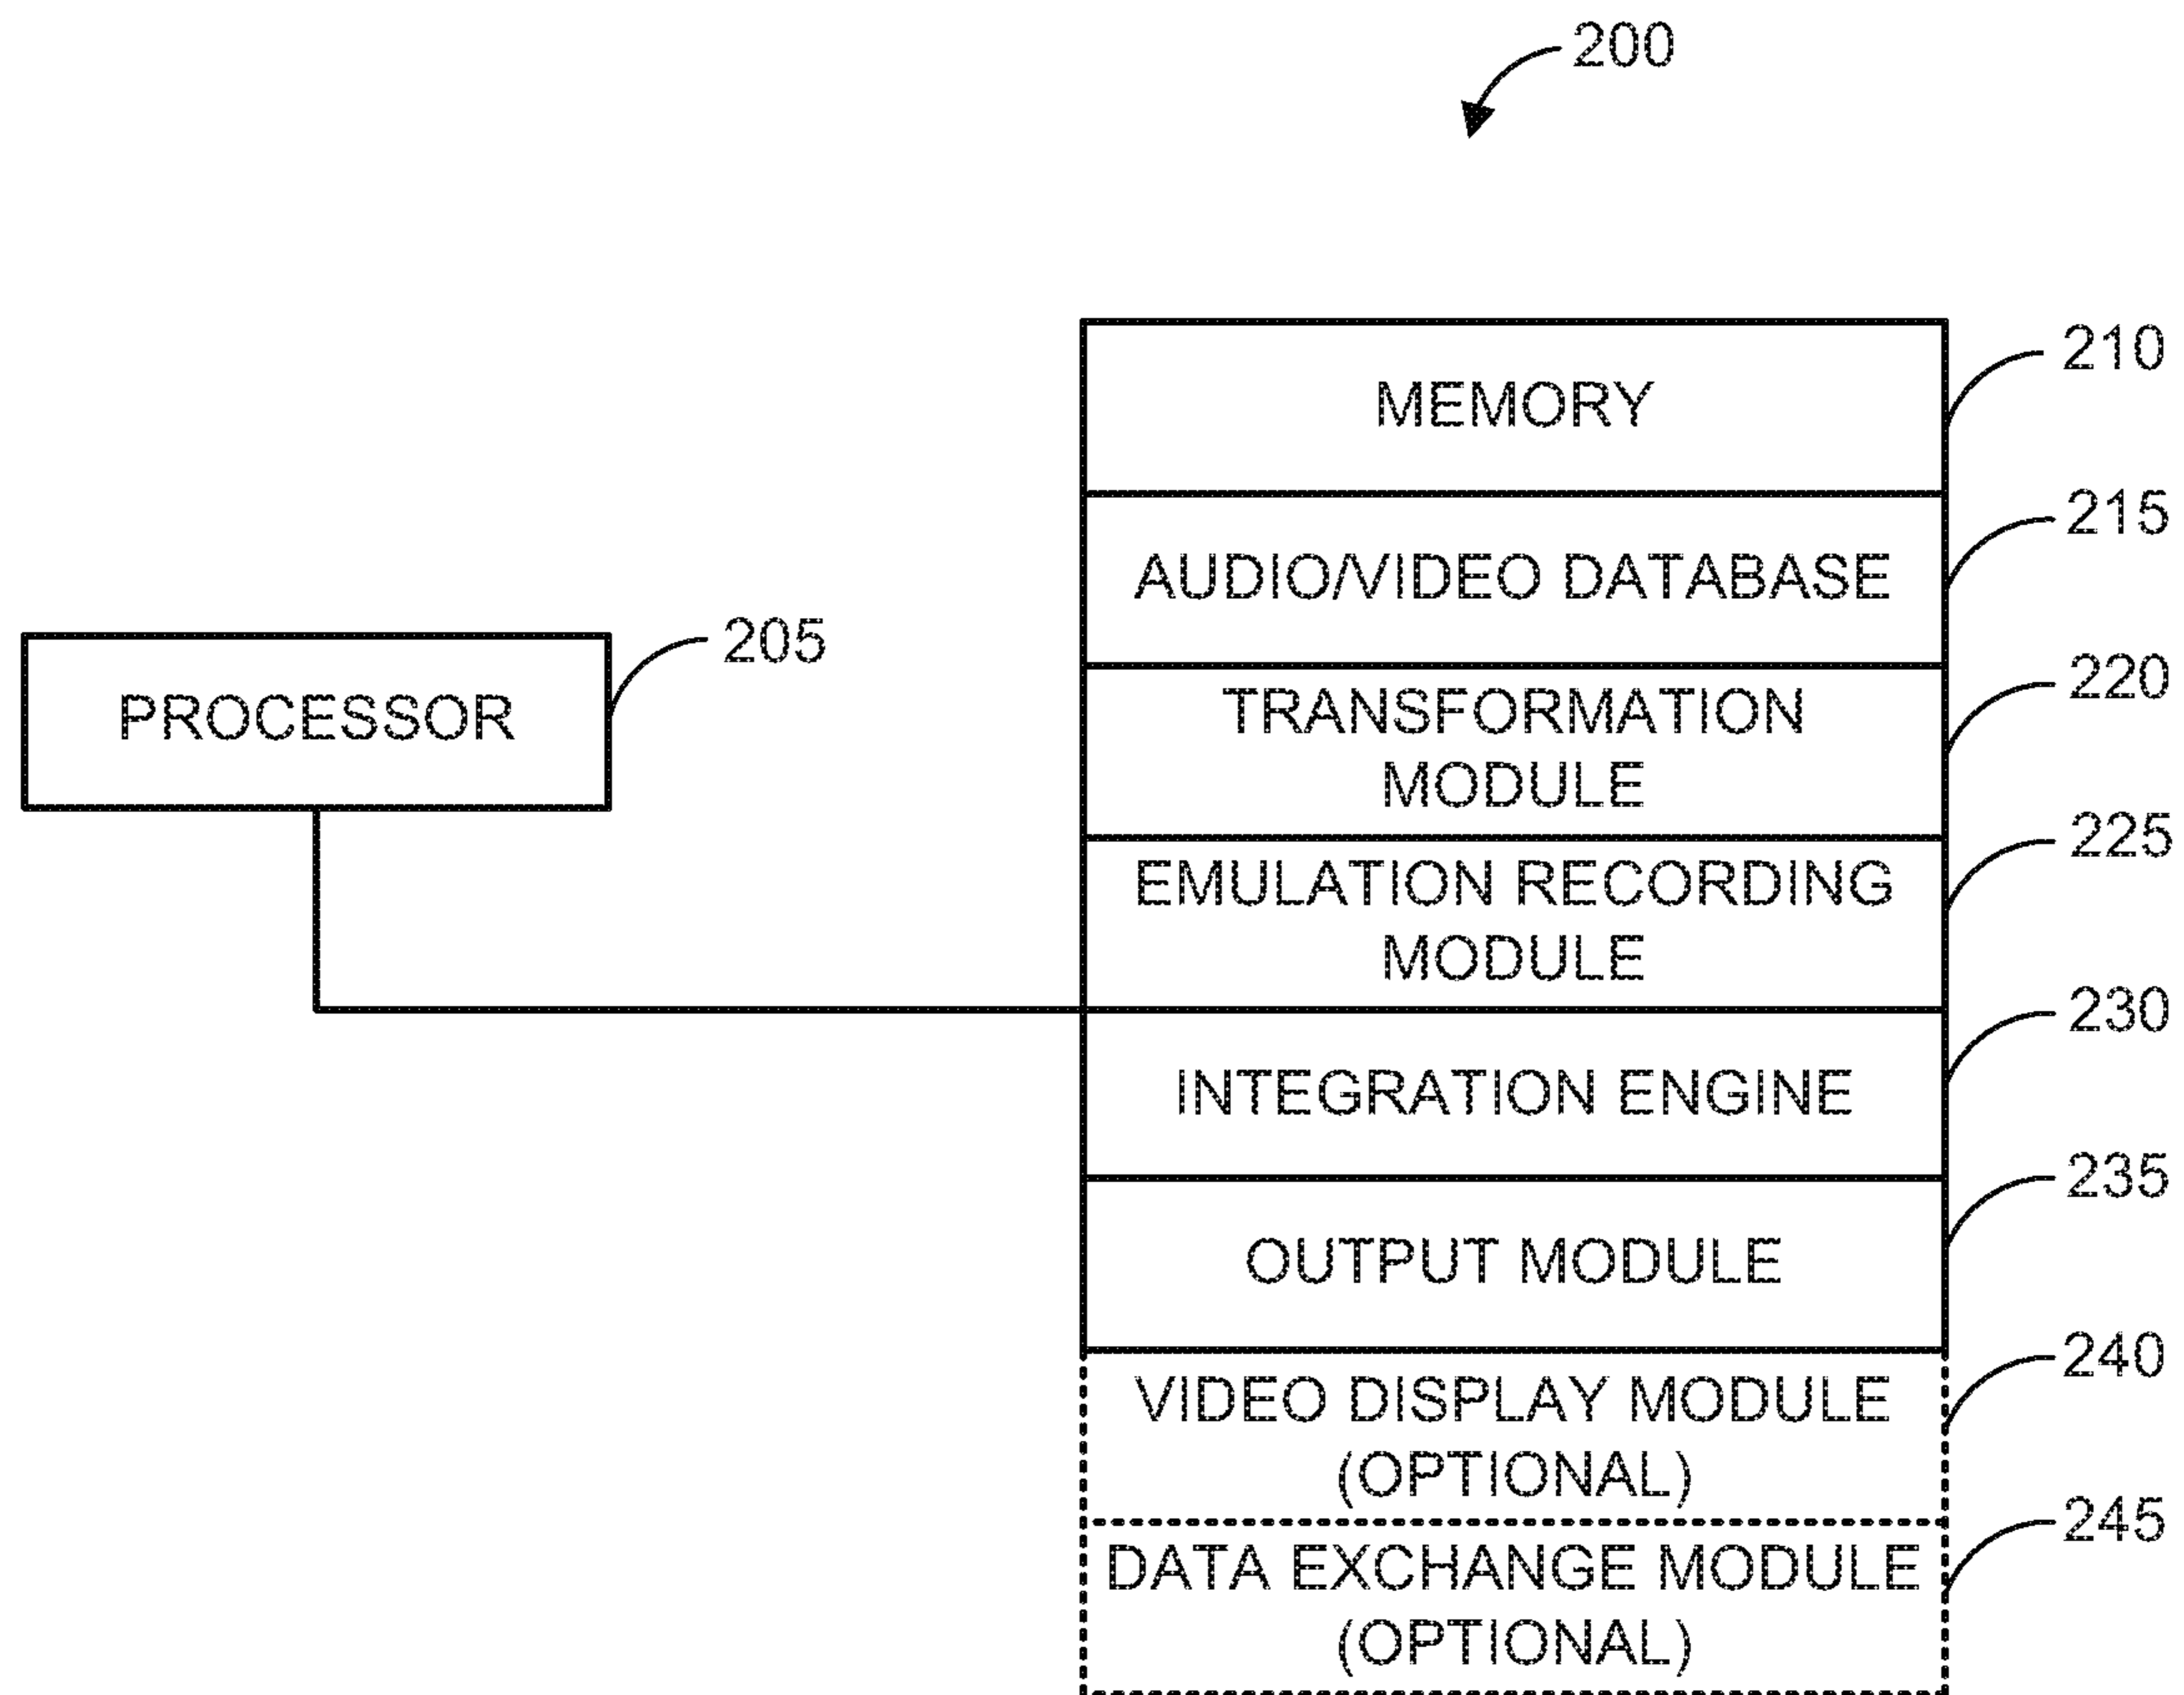 200
MEMORY
210
AUDIO/VIDEO DATABASE
215
PROCESSOR
205
TRANSFORMATION
MODULE
220
EMULATION RECORDING
MODULE
225
INTEGRATION ENGINE
230
OUTPUT MODULE
235
VIDEO DISPLAY MODULE
(OPTIONAL)
240
DATA EXCHANGE MODULE
(OPTIONAL)
245